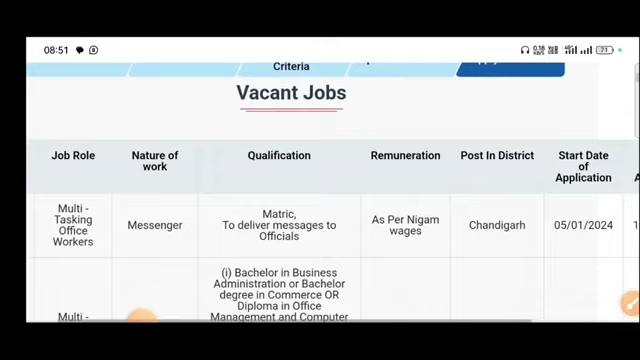 08:51
71
Criteria
Vacant Jobs
Job Role
Nature of
work
Qualification
Remuneration
Post In District
Start Date
of
Application
Multi -
Tasking
Office
Workers
Messenger
Matric,
To deliver messages to
Officials
As Per Nigam
wages
Chandigarh
05/01/2024
Multi -
(i) Bachelor in Business
Administration or Bachelor
degree in Commerce OR
Diploma in Office
Management and Computer